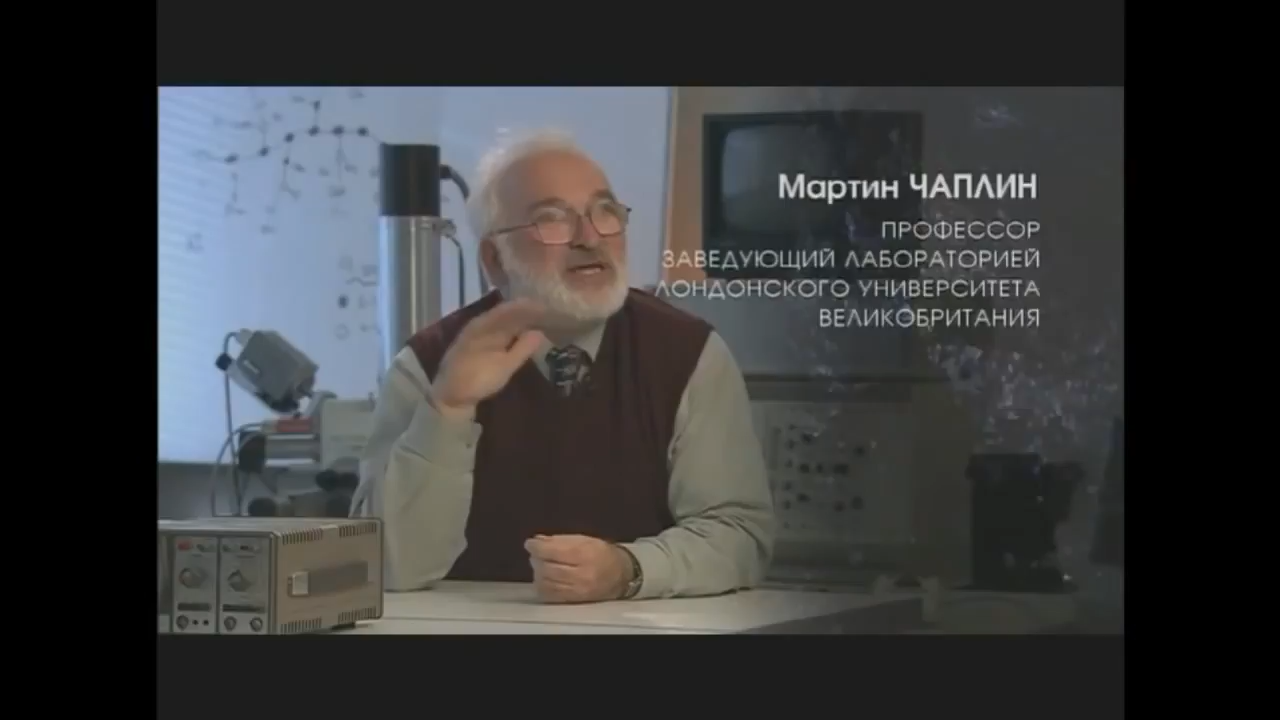 Мартин ЧАПЛИН
ПРОФЕССОР
ЗАВЕДУЮЩИЙ ЛАБОРАТОРИЕЙ
ЛОНДОНСКОГО УНИВЕРСИТЕТА
ВЕЛИКОБРИТАНИЯ